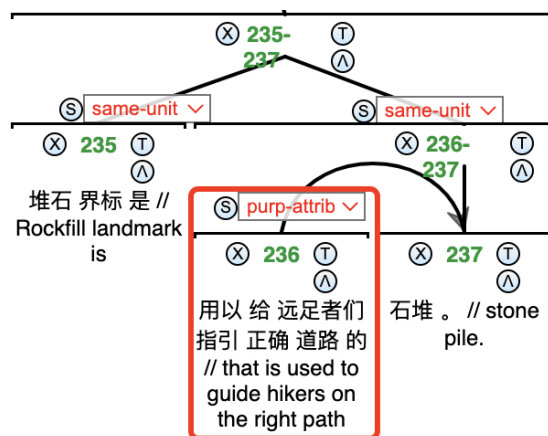 Ⓧ 235- Ⓣ
237 Ⓥ
Ⓢ same-unit
Ⓢ same-unit
Ⓧ 235 Ⓣ
Λ
Ⓧ 236- Ⓣ
237 Λ
堆石 界标 是 //
Rockfill landmark
is
Ⓢ purp-attrib
Ⓧ 236 Ⓣ
Λ
用以 给 远足者们
指引 正确 道路 的
// that is used to
guide hikers on
the right path
Ⓧ 237 Ⓣ
Λ
石堆 。 // stone
pile.